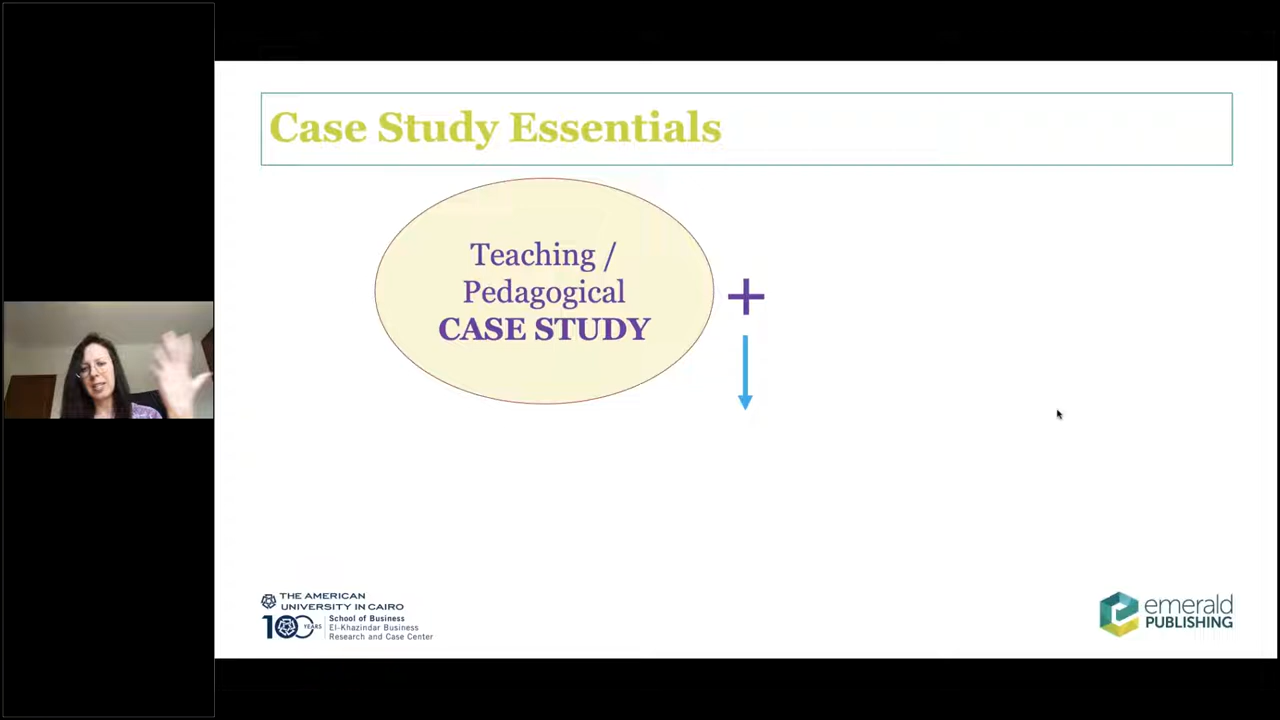 Case Study Essentials
Teaching /
Pedagogical
CASE STUDY
+
THE AMERICAN
UNIVERSITY IN CAIRO
100 YEARS
School of Business
El-Khazindar Business
Research and Case Center
emerald
PUBLISHING